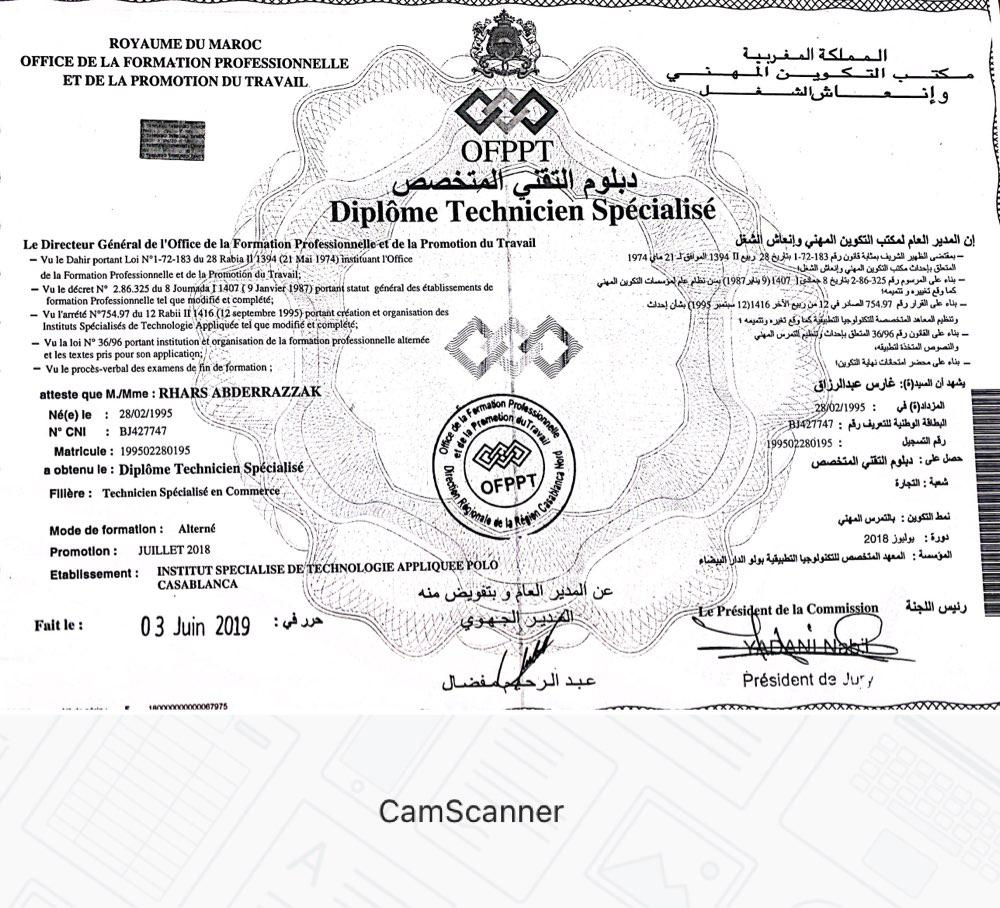 ROYAUME DU MAROC
OFFICE DE LA FORMATION PROFESSIONNELLE
ET DE LA PROMOTION DU TRAVAIL
المملكة المغربية
مكتب التكوين المهني
وإنعاش الشغل
OFPPT
دبلوم التقني المتخصص
Diplôme Technicien Spécialisé
Le Directeur Général de l'Office de la Formation Professionnelle et de la Promotion du Travail
– Vu le Dahir portant Loi N°1-72-183 du 28 Rabia II 1394 (21 Mai 1974) instituant l'Office
de la Formation Professionnelle et de la Promotion du Travail;
– Vu le décret N° 2.86.325 du 8 Joumada I 1407 ( 9 Janvier 1987) portant statut général des établisements de
formation Professionnelle tel que modifié et complété;
– Vu l'arrêté N°754.97 du 12 Rabii II 1416 (12 septembre 1995) portant création et organisation des
Instituts Spécialisés de Technologie Appliquée tel que modifié et complété;
– Vu la loi N° 36/96 portant institution et organisation de la formation professionnelle alternée
et les textes pris pour son application;
– Vu le procès-verbal des examens de fin de formation ;
إن المدير العام لمكتب التكوين المهني وإنعاش الشغل
– بمقتضى الظهير الشريف بمثابة قانون رقم 183-72-1 بتاريخ 28 ربيع II 1394 الموافق لـ 21 ماي 1974
المتعلق بإحداث مكتب التكوين المهني وإنعاش الشغل؛
– بناء على المرسوم رقم 325-86-2 بتاريخ 8 جمادى I 1407 (9 يناير 1987) بسن نظام عام لمؤسسات التكوين المهني
كما وقع تغييره و تتميمه؛
– بناء على القرار رقم 754.97 الصادر في 12 من ربيع الآخر 1416(12 سبتمبر 1995) بشأن إحداث
وتنظيم المعاهد المتخصصة للتكنولوجيا التطبيقية كما وقع تغيره وتتميمه ؛
– بناء على القانون رقم 36/96 المتعلق بإحداث وتنظيم التمرس المهني
والنصوص المتخذة لتطبيقه،
– بناء على محضر امتحانات نهاية التكوين؛
atteste que M./Mme : RHARS ABDERRAZZAK
Né(e) le : 28/02/1995
N° CNI : BJ427747
Matricule : 199502280195
a obtenu le : Diplôme Technicien Spécialisé
Filière : Technicien Spécialisé en Commerce
Mode de formation : Alterné
Promotion : JUILLET 2018
Etablissement : INSTITUT SPECIALISE DE TECHNOLOGIE APPLIQUEE POLO
CASABLANCA
يشهد أن السيد(ة): غارس عبدالرزاق
المزداد(ة) في : 28/02/1995
البطاقة الوطنية للتعريف رقم : BJ427747
رقم التسجيل : 199502280195
حصل على : دبلوم التقني المتخصص
شعبة : التجارة
نمط التكوين : بالتمرس المهني
دورة : يوليوز 2018
المؤسسة : المعهد المتخصص للتكنولوجيا التطبيقية بولو الدار البيضاء
Office de la Formation Professionnelle
et de la Promotion du Travail
OFPPT
Direction Régionale de la Région Casablanca Nord
Fait le : 03 Juin 2019 حرر في :
عن المدير العام و بتفويض منه
المدير الجهوي
عبد الرحيم مفضال
Le Président de la Commission رئيس اللجنة
YADANI Nabil
Président de Jury
18000000000067975
CamScanner